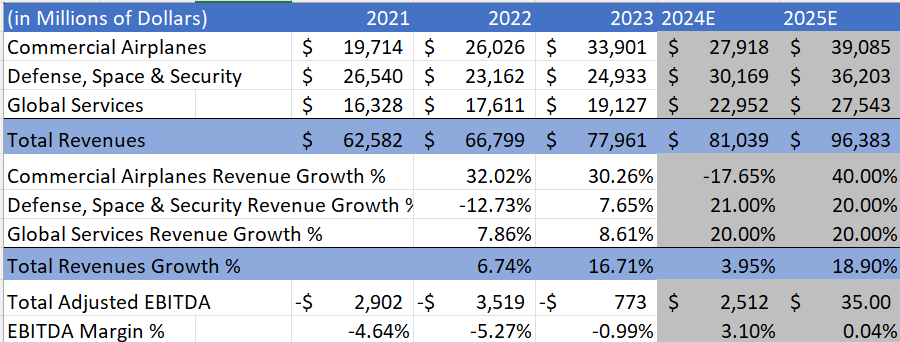 (in Millions of Dollars) 2021 2022 2023 2024E 2025E
Commercial Airplanes $ 19,714 $ 26,026 $ 33,901 $ 27,918 $ 39,085
Defense, Space & Security $ 26,540 $ 23,162 $ 24,933 $ 30,169 $ 36,203
Global Services $ 16,328 $ 17,611 $ 19,127 $ 22,952 $ 27,543
Total Revenues $ 62,582 $ 66,799 $ 77,961 $ 81,039 $ 96,383
Commercial Airplanes Revenue Growth % 32.02% 30.26% -17.65% 40.00%
Defense, Space & Security Revenue Growth % -12.73% 7.65% 21.00% 20.00%
Global Services Revenue Growth % 7.86% 8.61% 20.00% 20.00%
Total Revenues Growth % 6.74% 16.71% 3.95% 18.90%
Total Adjusted EBITDA -$ 2,902 -$ 3,519 -$ 773 $ 2,512 $ 35.00
EBITDA Margin % -4.64% -5.27% -0.99% 3.10% 0.04%